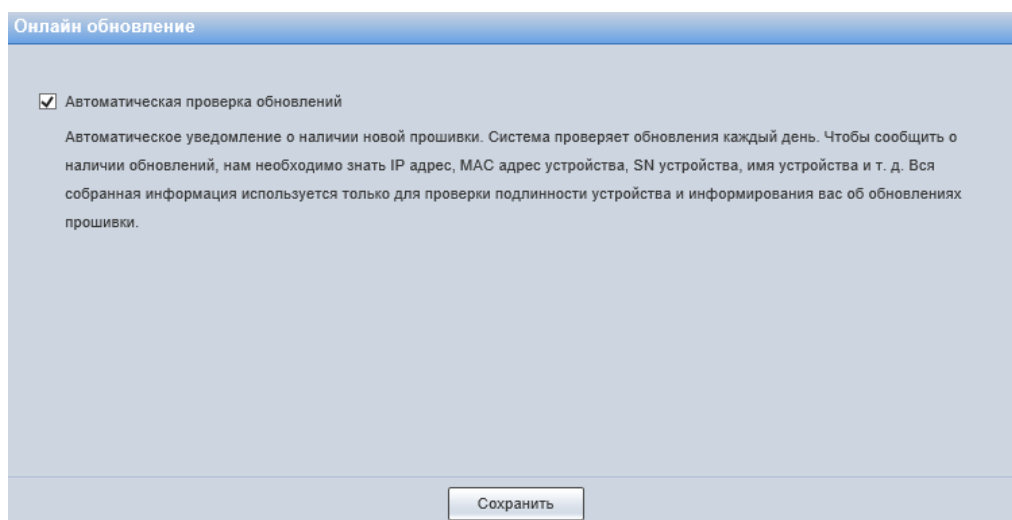 Онлайн обновление
Автоматическая проверка обновлений
Автоматическое уведомление о наличии новой прошивки. Система проверяет обновления каждый день. Чтобы сообщить о
наличии обновлений, нам необходимо знать IP адрес, MAC адрес устройства, SN устройства, имя устройства и т. д. Вся
собранная информация используется только для проверки подлинности устройства и информирования вас об обновлениях
прошивки.
Сохранить